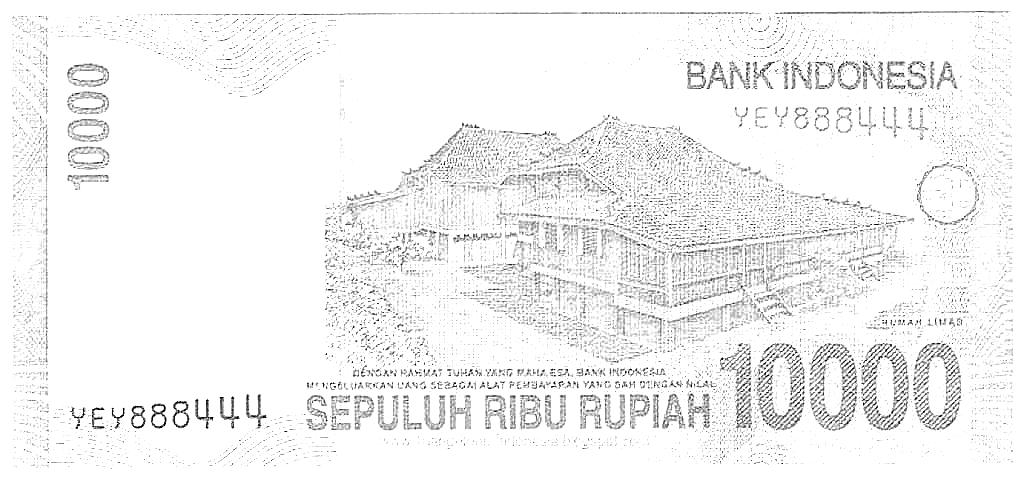 10000
BANK INDONESIA
YEY888444
RUMAH LIMAS
DENGAN RAHMAT TUHAN YANG MAHA ESA, BANK INDONESIA
MENGELUARKAN UANG SEBAGAI ALAT PEMBAYARAN YANG SAH DENGAN NILAI
SEPULUH RIBU RUPIAH
10000
YEY888444